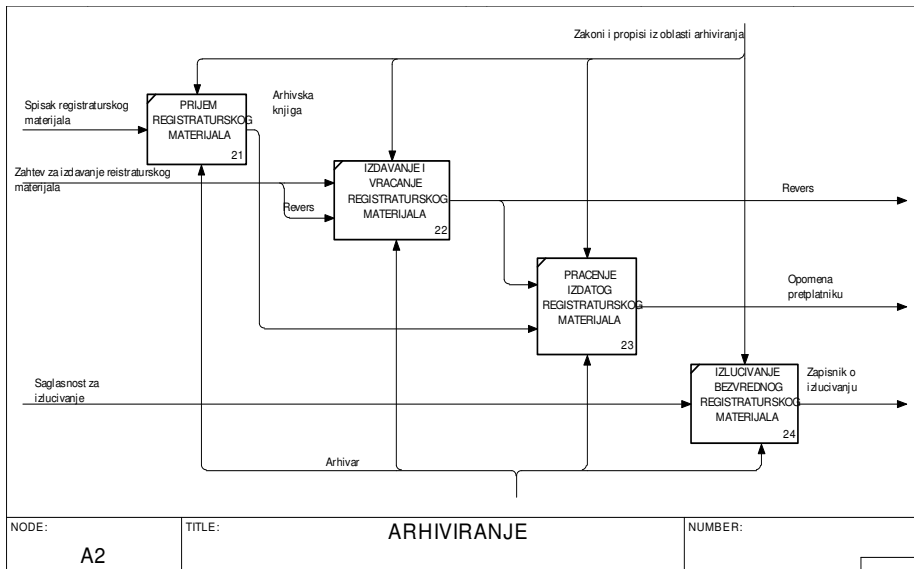 Zakoni i propisi iz oblasti arhiviranja
Spisak registraturskog
materijala
PRIJEM
REGISTRATURSKOG
MATERIJALA
21
Arhivska
knjiga
Zahtev za izdavanje reistraturskog
materijala
Revers
IZDAVANJE I
VRACANJE
REGISTRATURSKOG
MATERIJALA
22
Revers
PRACENJE
IZDATOG
REGISTRATURSKOG
MATERIJALA
23
Opomena
pretplatniku
Saglasnost za
izlucivanje
IZLUCIVANJE
BEZVREDNOG
REGISTRATURSKOG
MATERIJALA
24
Zapisnik o
izlucivanju
Arhivar
NODE:
A2
TITLE:
ARHIVIRANJE
NUMBER: